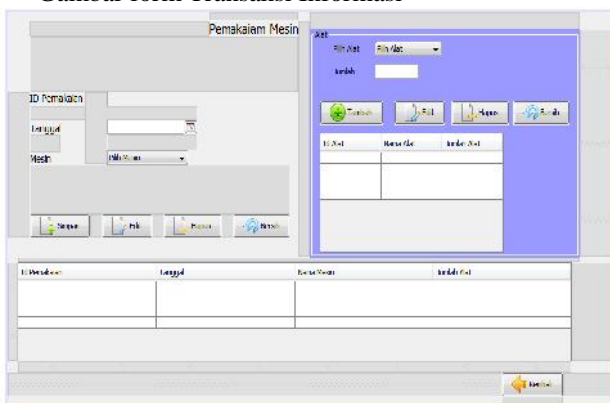 Gambar form Transaksi Informasi
Pemakaiam Mesin
ID Pemakaian
Tanggal
Mesin
Pilih Mesin
Simpan
Edit
Hapus
Bersih
Alat
Pilih Alat
Pilih Alat
Jumlah
Tambah
Edit
Hapus
Bersih
Id Alat
Nama Alat
Jumlah Alat
Id Pemakaian
Tanggal
Nama Mesin
Jumlah Alat
Kembali